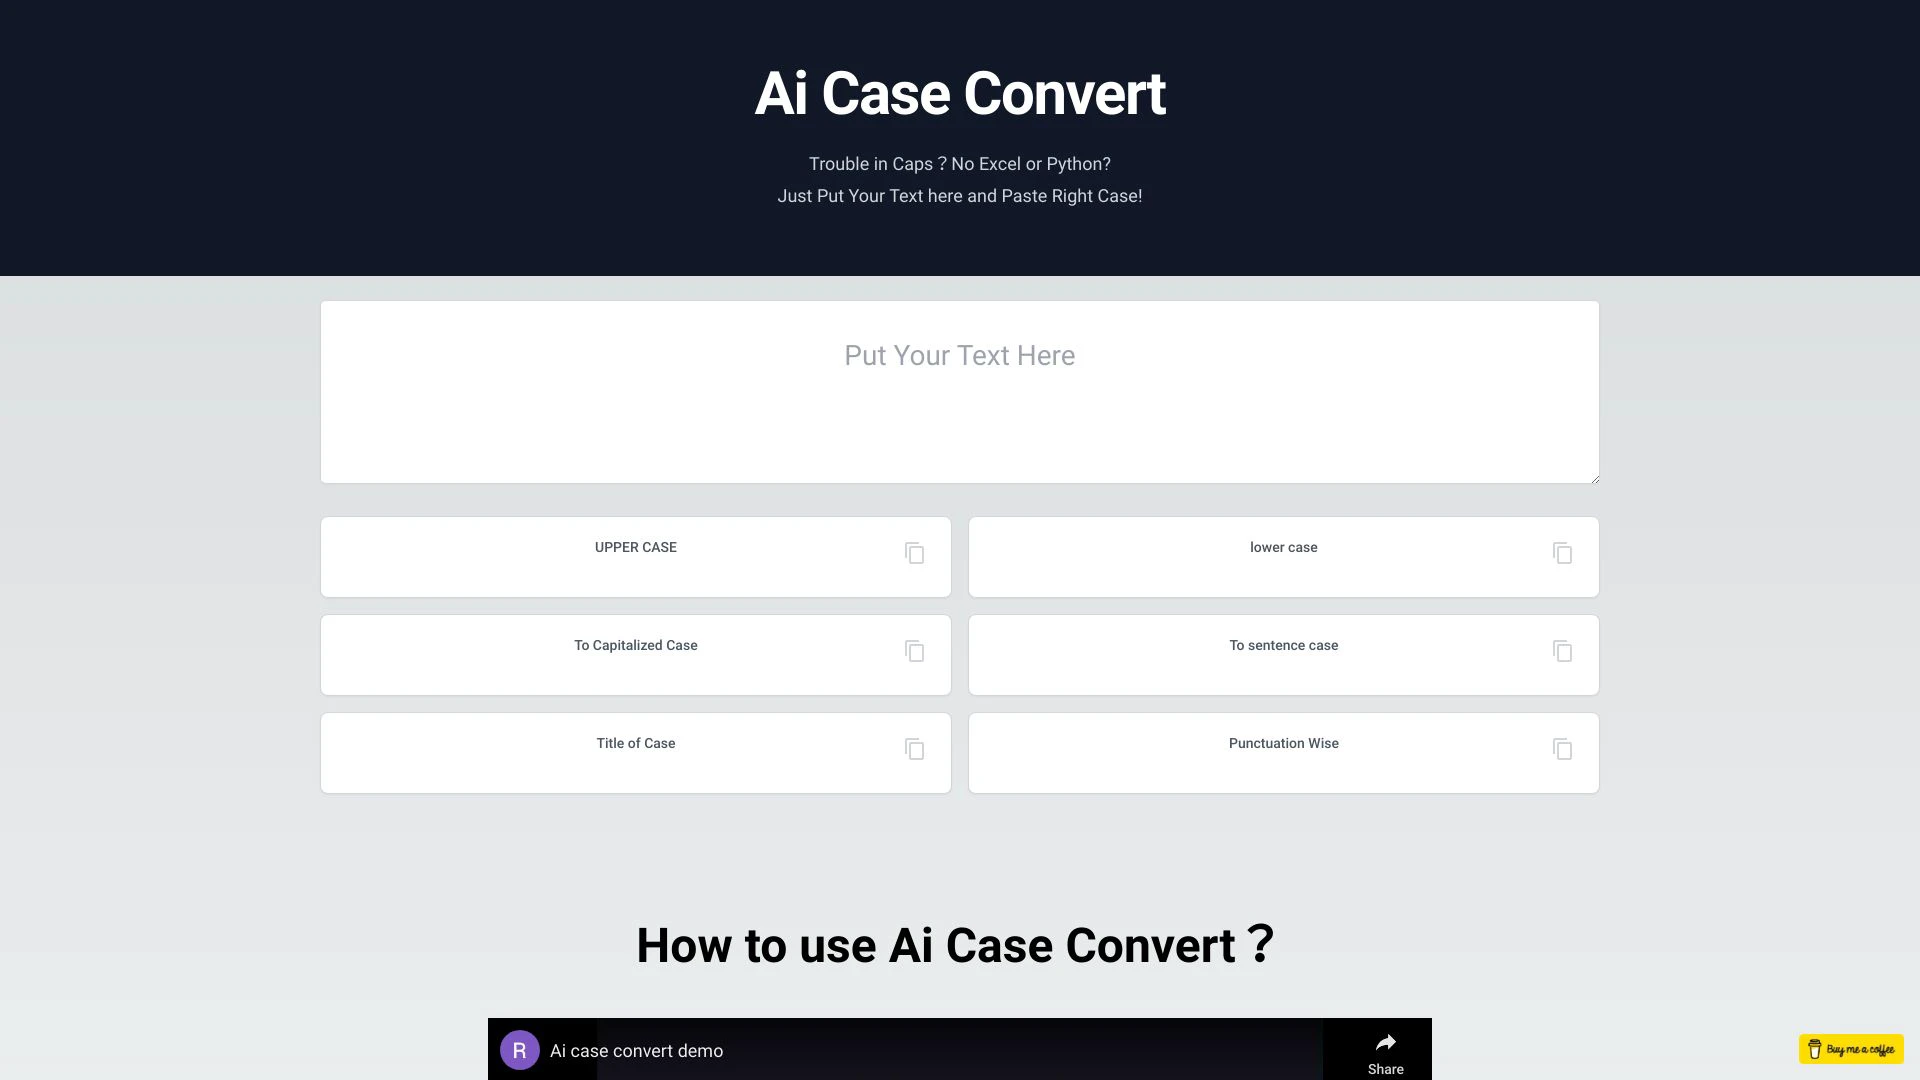 Ai Case Convert
Trouble in Caps？No Excel or Python?
Just Put Your Text here and Paste Right Case!
Put Your Text Here
UPPER CASE
lower case
To Capitalized Case
To sentence case
Title of Case
Punctuation Wise
How to use Ai Case Convert？
R
Ai case convert demo
Share
Buy me a coffee